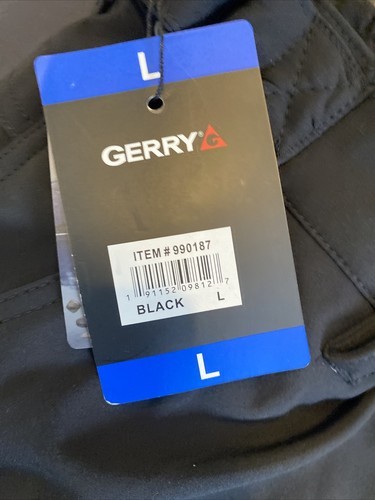 L
GERRY®
ITEM # 990187
1 91152 09812 7
BLACK L
L